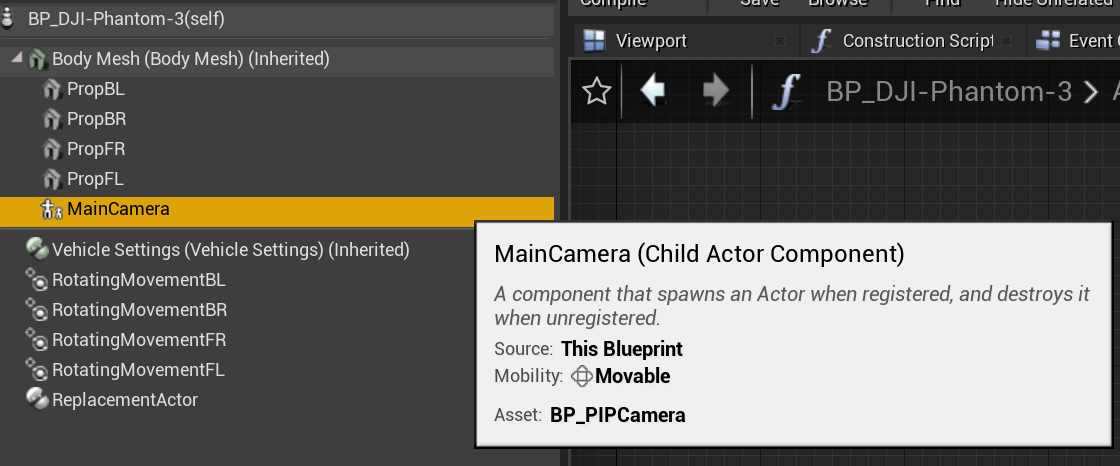 BP_DJI-Phantom-3(self)
Body Mesh (Body Mesh) (Inherited)
PropBL
PropBR
PropFR
PropFL
MainCamera
Vehicle Settings (Vehicle Settings) (Inherited)
RotatingMovementBL
RotatingMovementBR
RotatingMovementFR
RotatingMovementFL
ReplacementActor
Compile Save Browse Find Hide Unrelated
Viewport Construction Script Event
BP_DJI-Phantom-3
MainCamera (Child Actor Component)
A component that spawns an Actor when registered, and destroys it
when unregistered.
Source: This Blueprint
Mobility: Movable
Asset: BP_PIPCamera